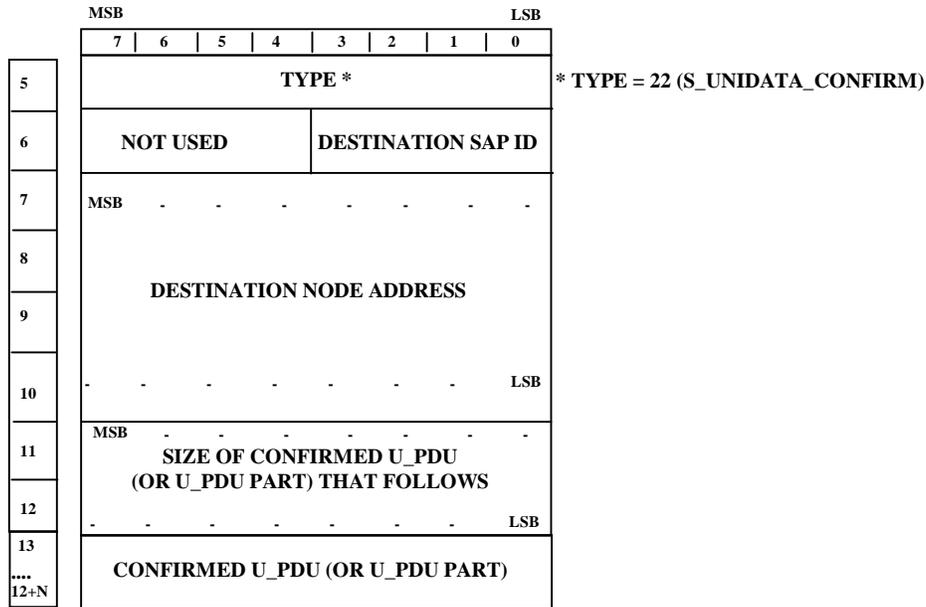 MSB LSB
7 | 6 | 5 | 4 | 3 | 2 | 1 | 0
5 TYPE * * TYPE = 22 (S_UNIDATA_CONFIRM)
6 NOT USED DESTINATION SAP ID
7 MSB - - - - - - -
8
DESTINATION NODE ADDRESS
9
10 - - - - - - - LSB
MSB - - - - - - -
11 SIZE OF CONFIRMED U_PDU
(OR U_PDU PART) THAT FOLLOWS
12 - - - - - - - LSB
13
.... CONFIRMED U_PDU (OR U_PDU PART)
12+N